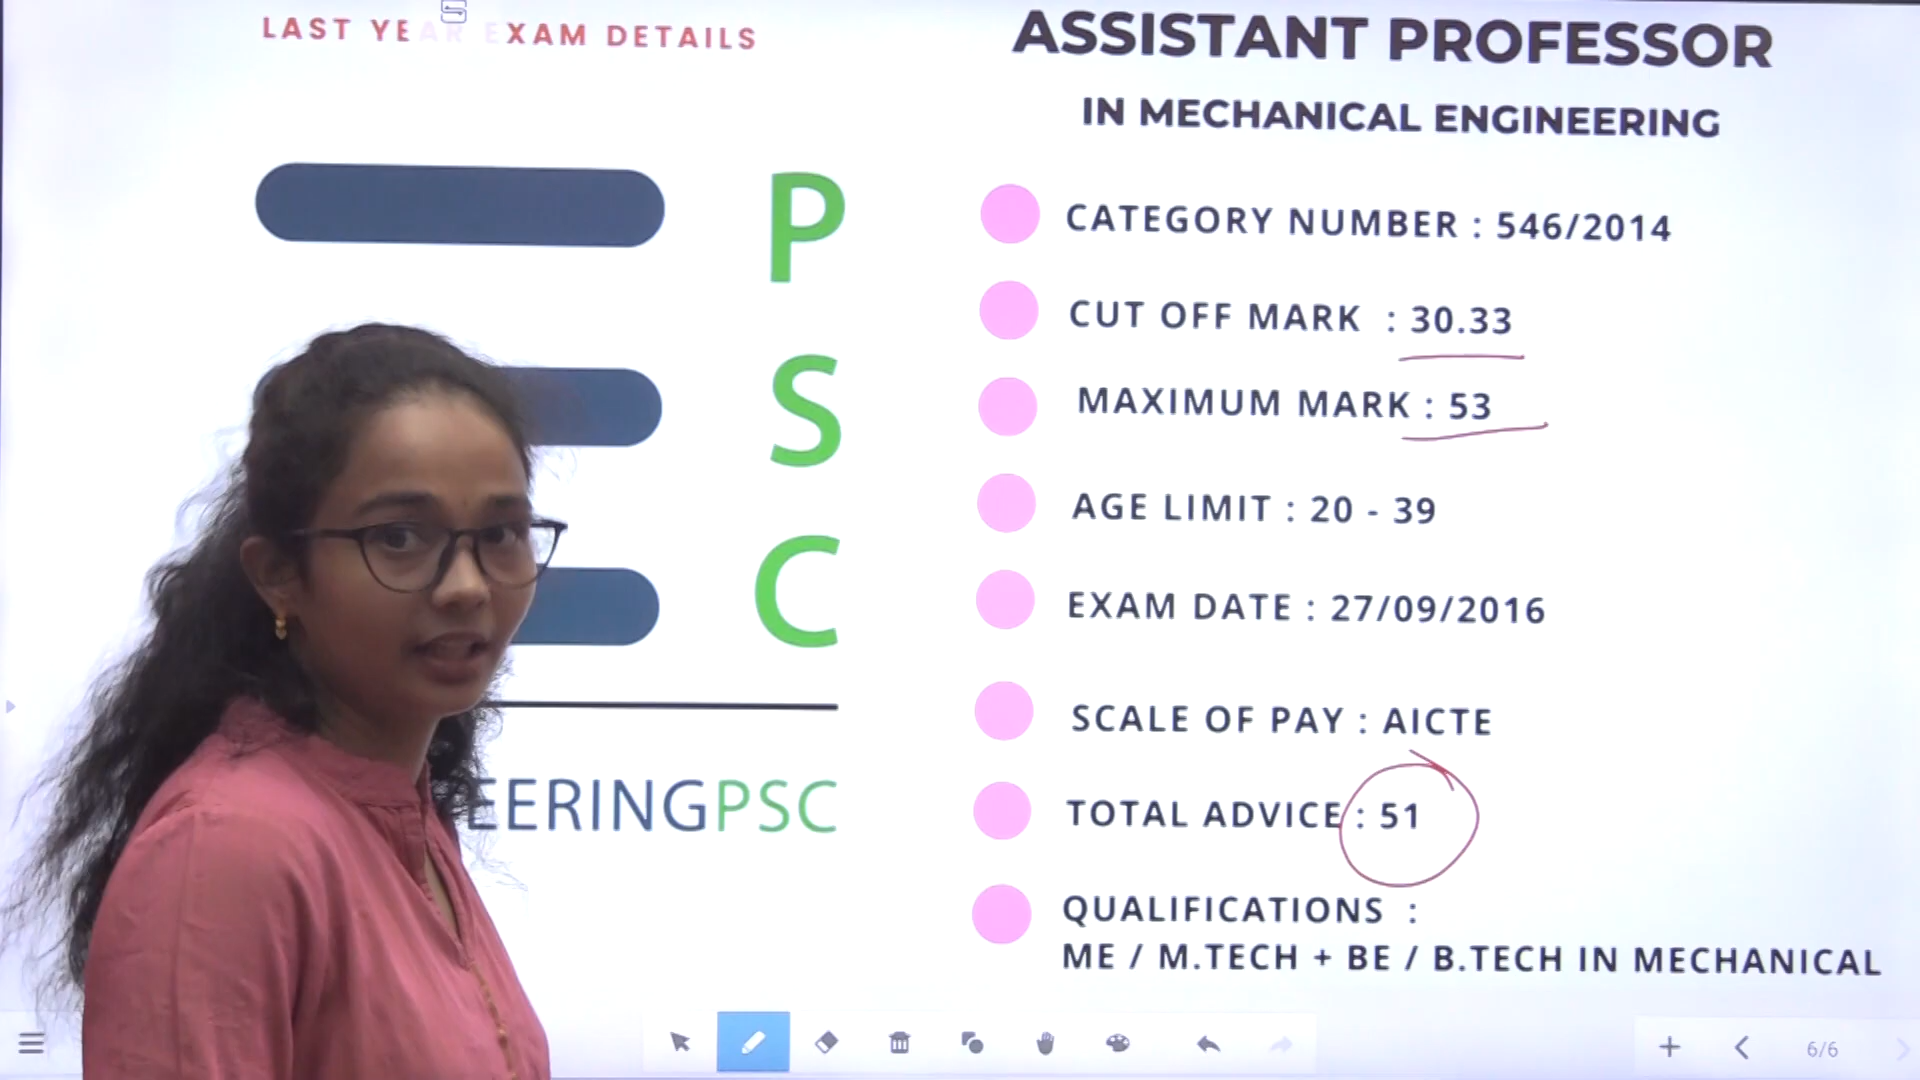 LAST YEAR EXAM DETAILS
P
S
C
EERINGPSC
ASSISTANT PROFESSOR
IN MECHANICAL ENGINEERING
CATEGORY NUMBER : 546/2014
CUT OFF MARK : 30.33
MAXIMUM MARK : 53
AGE LIMIT : 20 - 39
EXAM DATE : 27/09/2016
SCALE OF PAY : AICTE
TOTAL ADVICE : 51
QUALIFICATIONS :
ME / M.TECH + BE / B.TECH IN MECHANICAL
6/6